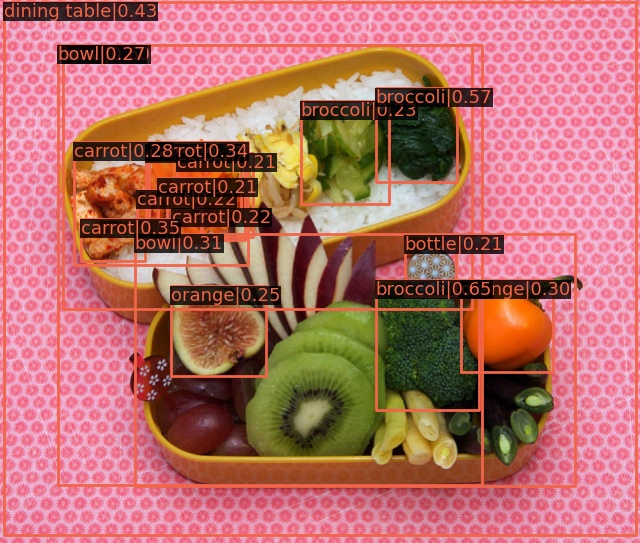 dining table|0.43
bowl|0.27
broccoli|0.57
broccoli|0.23
carrot|0.28
rot|0.34
carrot|0.21
carrot|0.21
carrot|0.22
carrot|0.22
carrot|0.35
bowl|0.31
bottle|0.21
orange|0.25
broccoli|0.65
nge|0.30